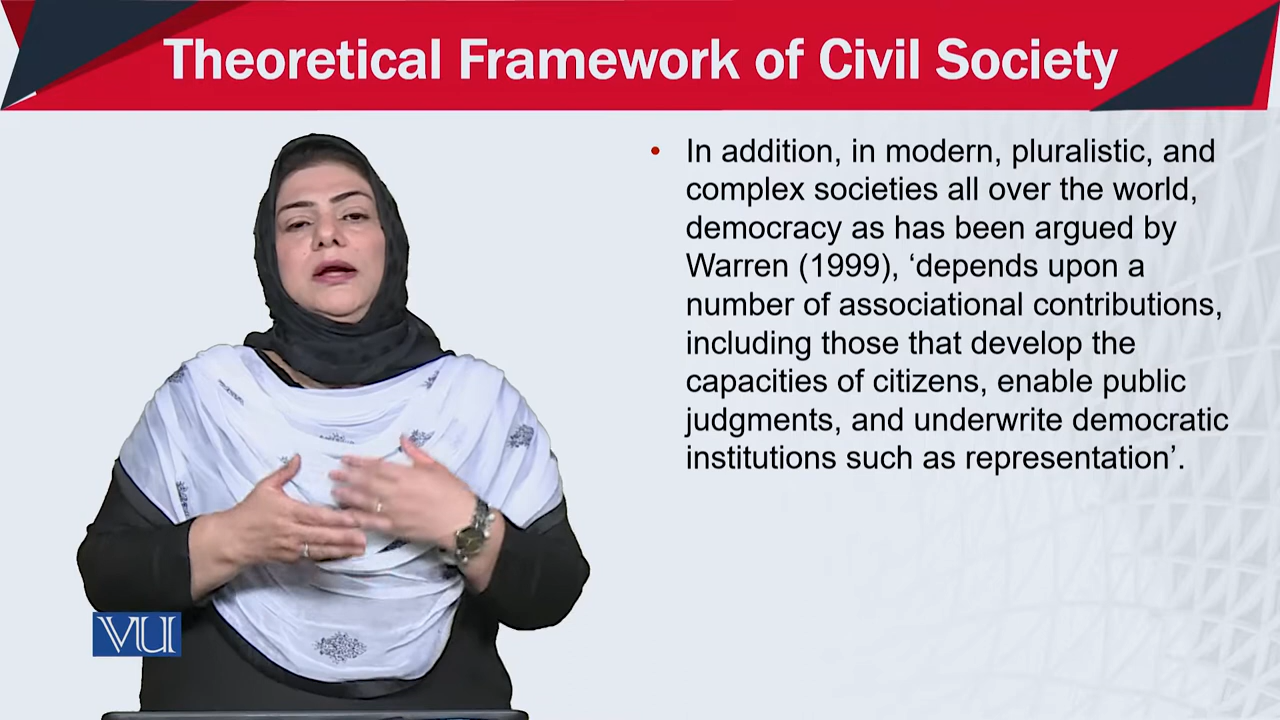 Theoretical Framework of Civil Society
• In addition, in modern, pluralistic, and
complex societies all over the world,
democracy as has been argued by
Warren (1999), ‘depends upon a
number of associational contributions,
including those that develop the
capacities of citizens, enable public
judgments, and underwrite democratic
institutions such as representation’.
VU